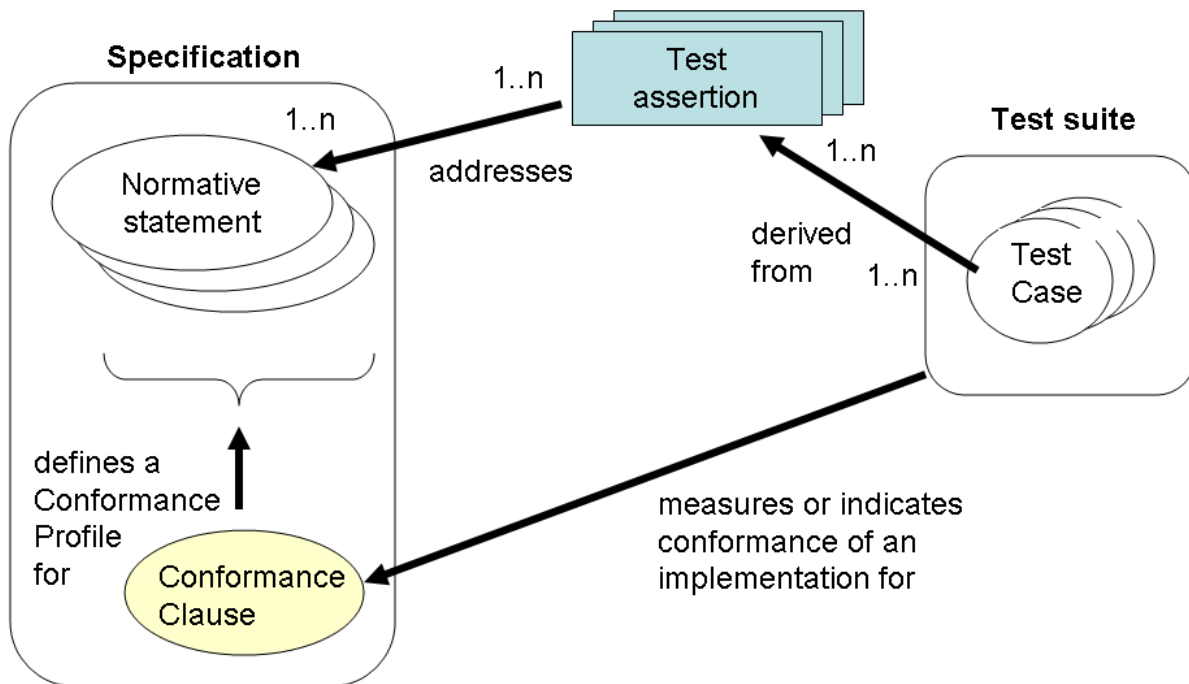 Specification
1..n
Normative
statement
defines a
Conformance
Profile
for
Conformance
Clause
1..n
addresses
Test
assertion
1..n
derived
from
1..n
Test suite
Test
Case
measures or indicates
conformance of an
implementation for